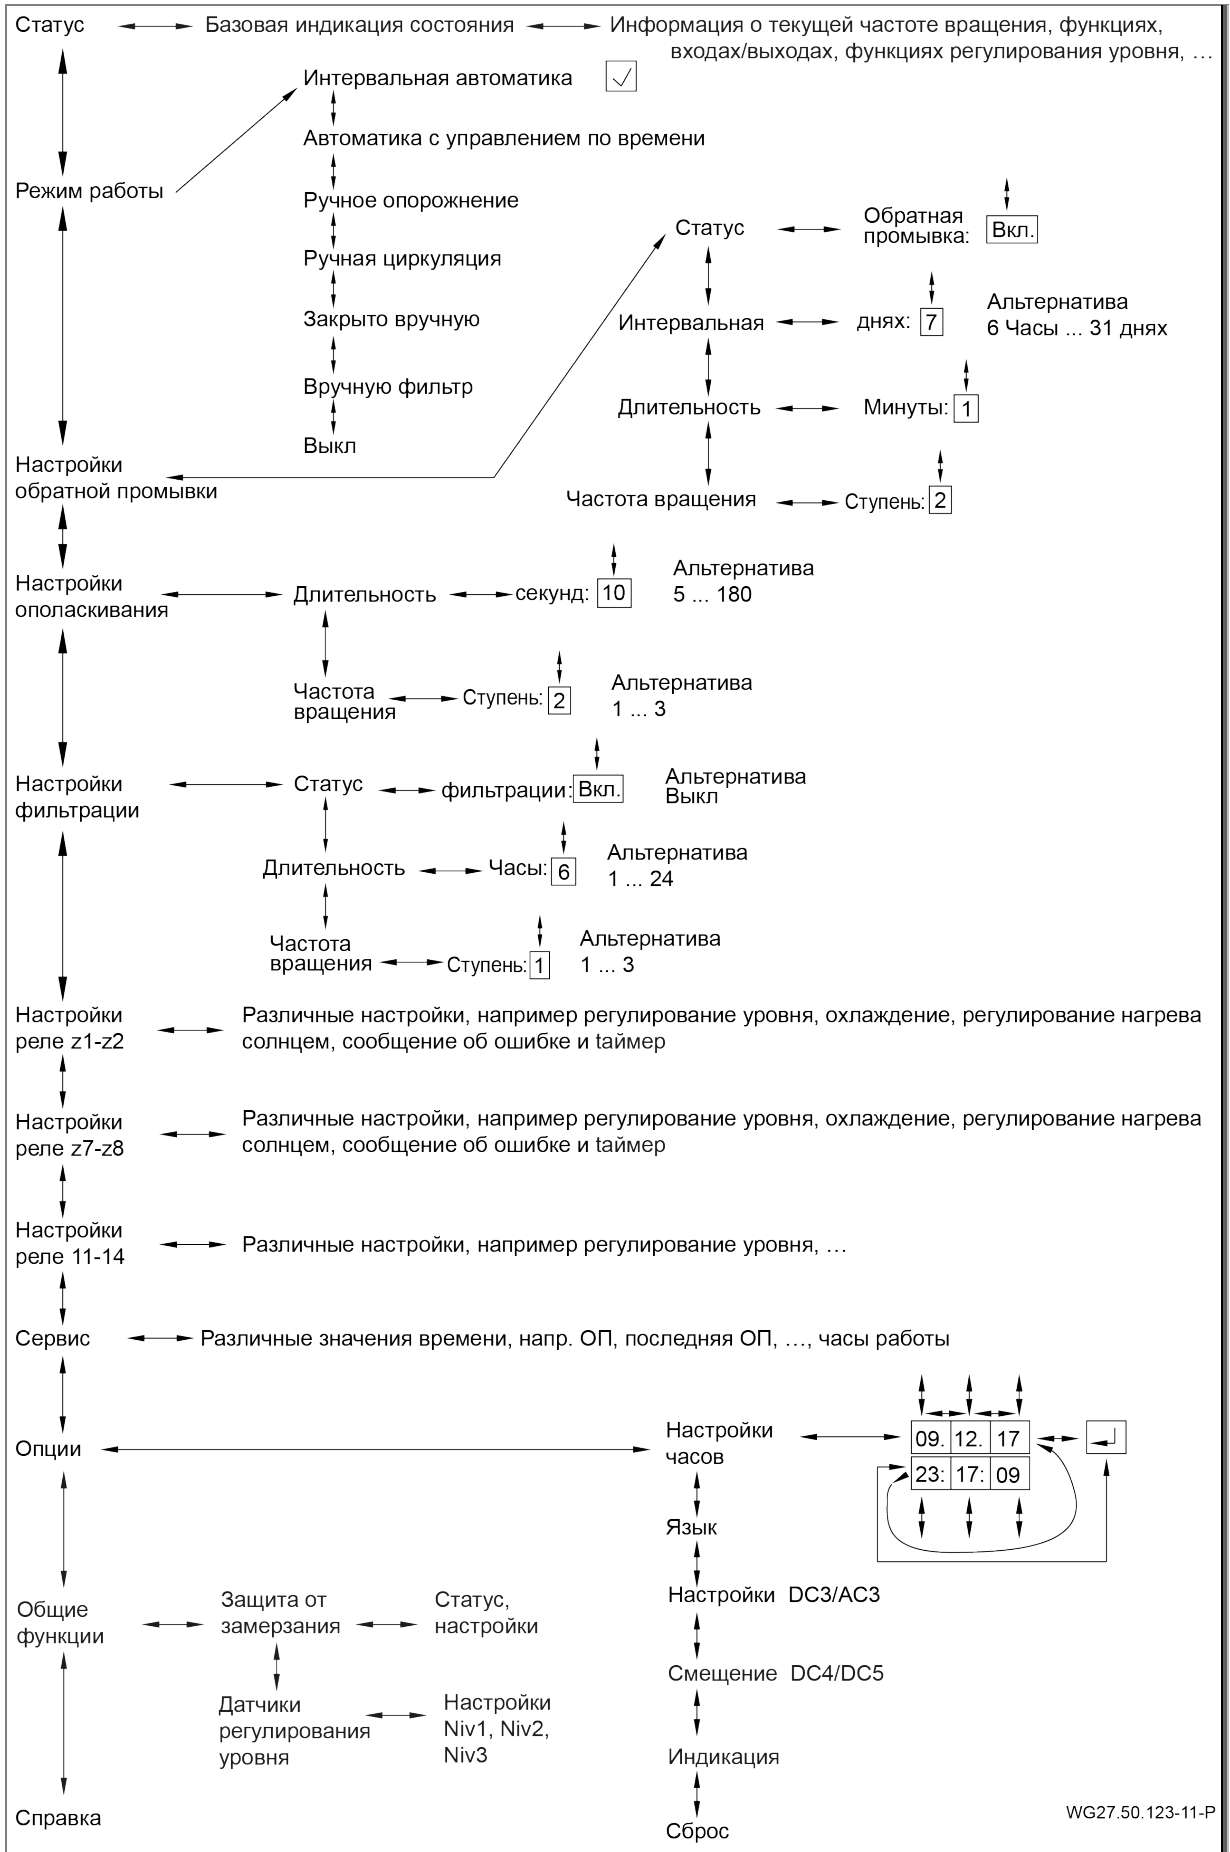 Статус
Базовая индикация состояния
Информация о текущей частоте вращения, функциях,
входах/выходах, функциях регулирования уровня, …
Интервальная автоматика
Автоматика с управлением по времени
Режим работы
Ручное опорожнение
Ручная циркуляция
Закрыто вручную
Вручную фильтр
Выкл
Статус
Обратная
промывка:
Вкл.
Интервальная
днях: 7
Альтернатива
6 Часы ... 31 днях
Длительность
Минуты: 1
Частота вращения
Ступень: 2
Настройки
обратной промывки
Настройки
ополаскивания
Длительность
секунд: 10
Альтернатива
5 ... 180
Частота
вращения
Ступень: 2
Альтернатива
1 ... 3
Настройки
фильтрации
Статус
фильтрации: Вкл.
Альтернатива
Выкл
Длительность
Часы: 6
Альтернатива
1 ... 24
Частота
вращения
Ступень: 1
Альтернатива
1 ... 3
Настройки
реле z1-z2
Различные настройки, например регулирование уровня, охлаждение, регулирование нагрева
солнцем, сообщение об ошибке и таймер
Настройки
реле z7-z8
Различные настройки, например регулирование уровня, охлаждение, регулирование нагрева
солнцем, сообщение об ошибке и таймер
Настройки
реле 11-14
Различные настройки, например регулирование уровня, …
Сервис
Различные значения времени, напр. ОП, последняя ОП, …, часы работы
Опции
Настройки
часов
09. 12. 17
23: 17: 09
Язык
Настройки DC3/AC3
Смещение DC4/DC5
Индикация
Сброс
Общие
функции
Защита от
замерзания
Статус,
настройки
Датчики
регулирования
уровня
Настройки
Niv1, Niv2,
Niv3
Справка
WG27.50.123-11-P